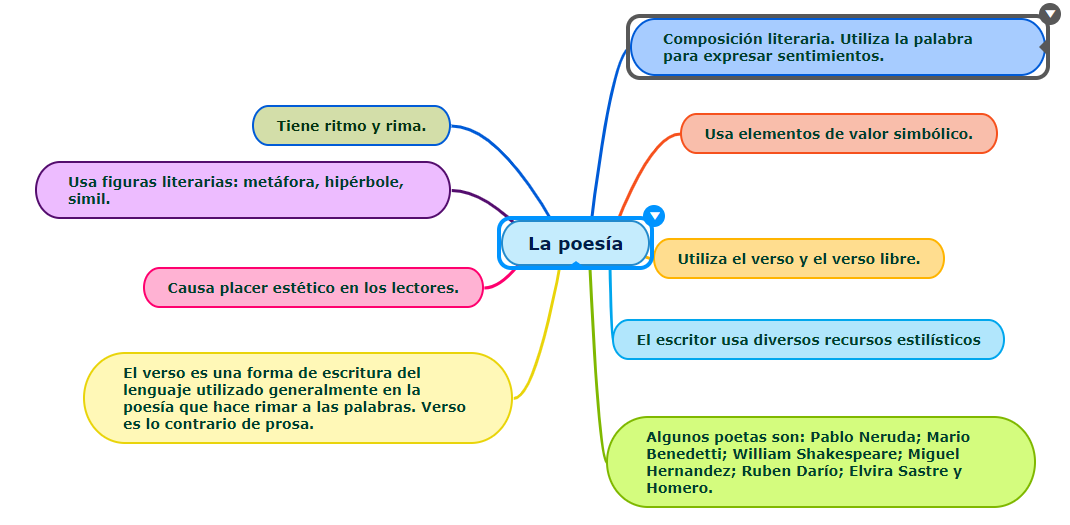 La poesía
Composición literaria. Utiliza la palabra
para expresar sentimientos.
Usa elementos de valor simbólico.
Utiliza el verso y el verso libre.
El escritor usa diversos recursos estilísticos
Algunos poetas son: Pablo Neruda; Mario
Benedetti; William Shakespeare; Miguel
Hernandez; Ruben Darío; Elvira Sastre y
Homero.
Tiene ritmo y rima.
Usa figuras literarias: metáfora, hipérbole,
simil.
Causa placer estético en los lectores.
El verso es una forma de escritura del
lenguaje utilizado generalmente en la
poesía que hace rimar a las palabras. Verso
es lo contrario de prosa.